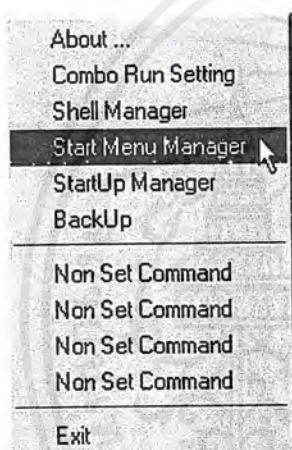 About ...
Combo Run Setting
Shell Manager
Start Menu Manager
StartUp Manager
BackUp
Non Set Command
Non Set Command
Non Set Command
Non Set Command
Exit